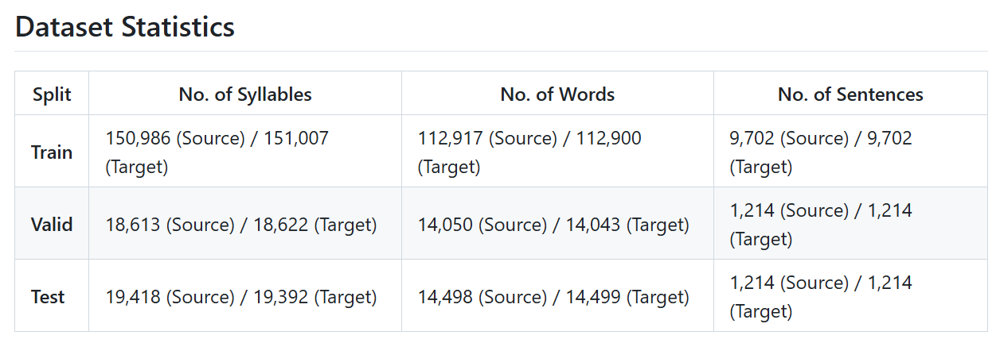 Dataset Statistics
Split No. of Syllables No. of Words No. of Sentences
Train 150,986 (Source) / 151,007 (Target) 112,917 (Source) / 112,900 (Target) 9,702 (Source) / 9,702 (Target)
Valid 18,613 (Source) / 18,622 (Target) 14,050 (Source) / 14,043 (Target) 1,214 (Source) / 1,214 (Target)
Test 19,418 (Source) / 19,392 (Target) 14,498 (Source) / 14,499 (Target) 1,214 (Source) / 1,214 (Target)